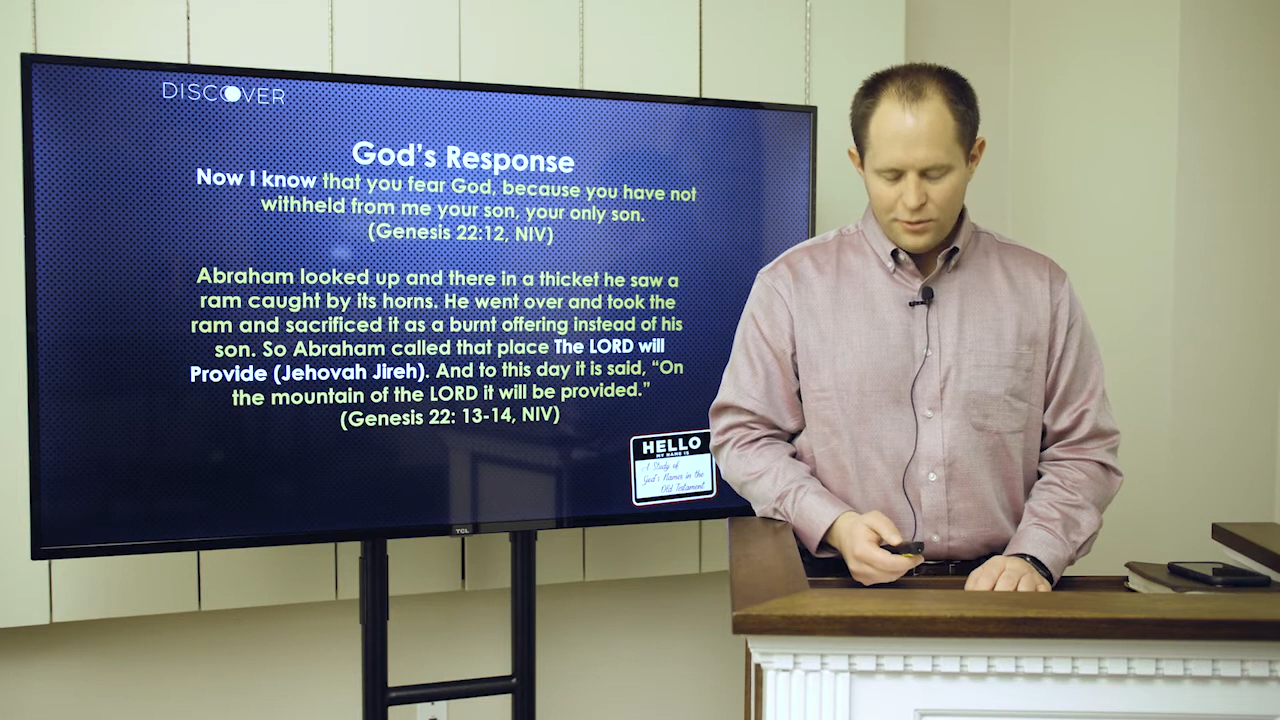 DISCOVER
God's Response
Now I know that you fear God, because you have not
withheld from me your son, your only son.
(Genesis 22:12, NIV)
Abraham looked up and there in a thicket he saw a
ram caught by its horns. He went over and took the
ram and sacrificed it as a burnt offering instead of his
son. So Abraham called that place The LORD will
Provide (Jehovah Jireh). And to this day it is said, “On
the mountain of the LORD it will be provided.”
(Genesis 22: 13-14, NIV)
HELLO
MY NAME IS
A Study of
God's Names in the
Old Testament
TCL